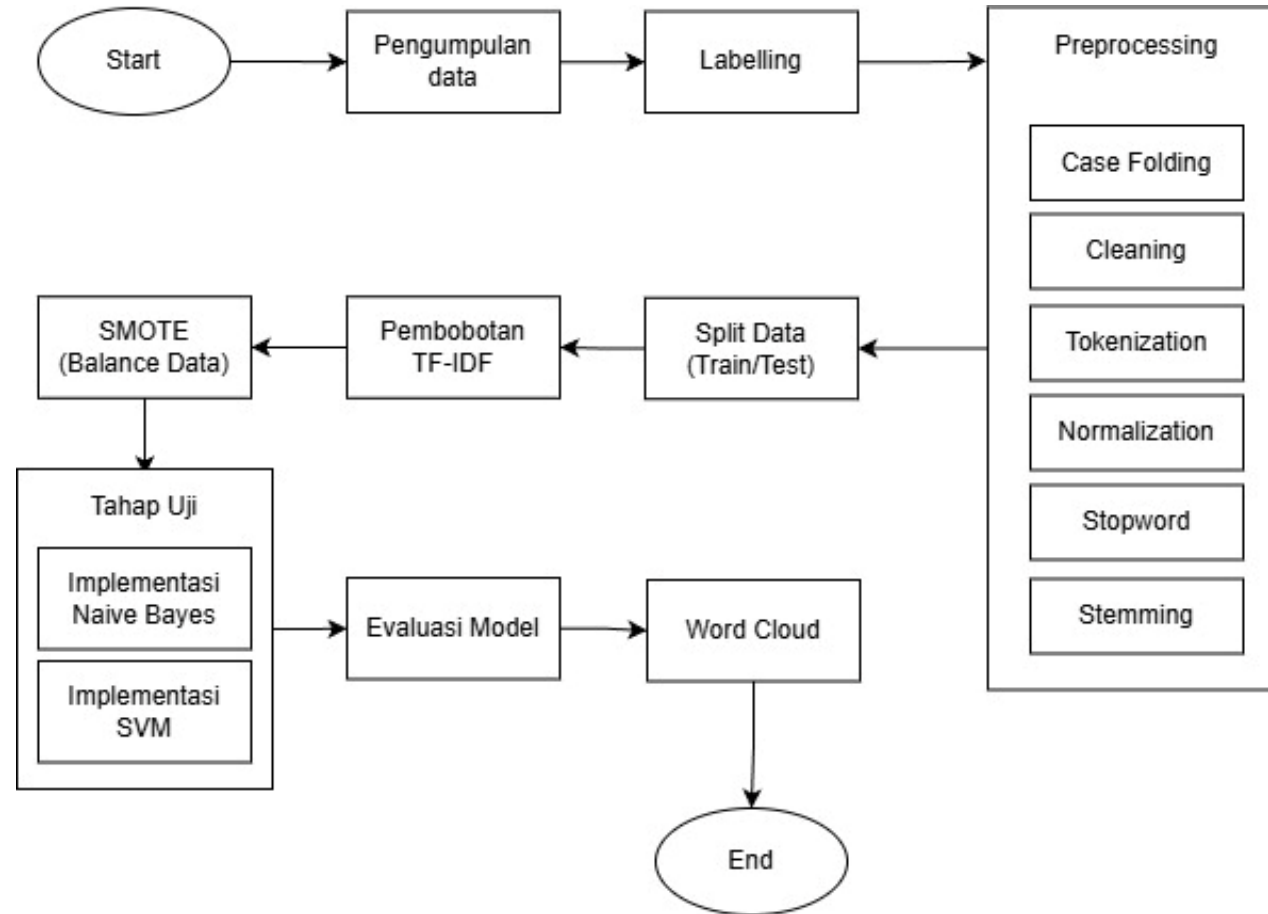 Start
Pengumpulan
data
Labelling
Preprocessing
Case Folding
Cleaning
Tokenization
Normalization
Stopword
Stemming
Split Data
(Train/Test)
Pembobotan
TF-IDF
SMOTE
(Balance Data)
Tahap Uji
Implementasi
Naive Bayes
Implementasi
SVM
Evaluasi Model
Word Cloud
End